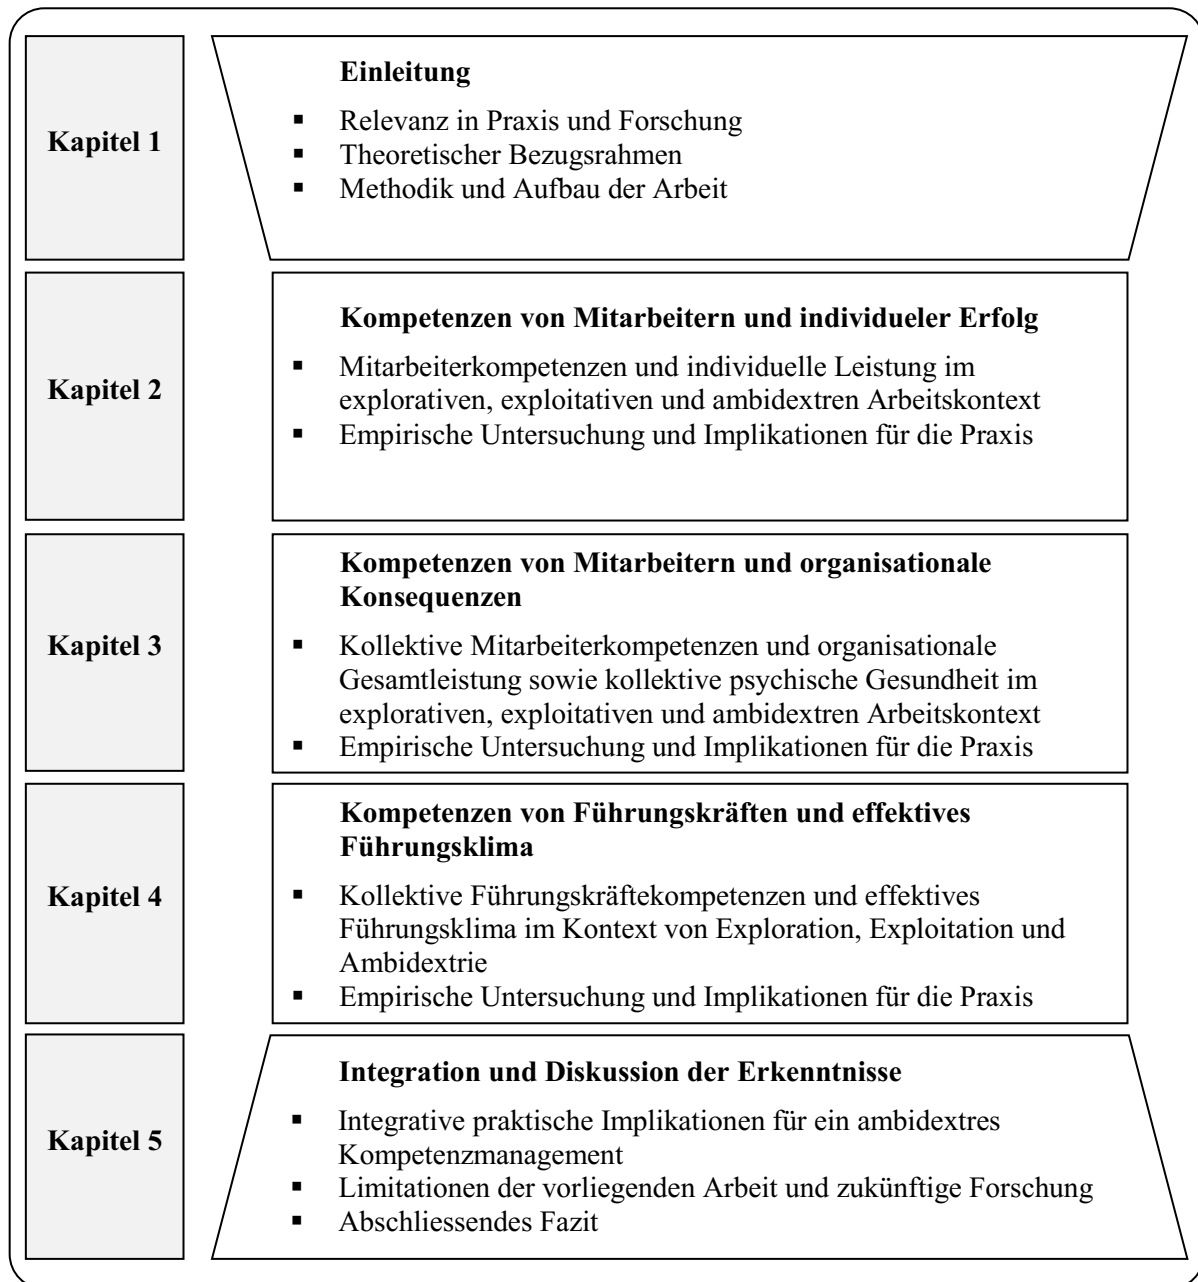 Kapitel 1
Einleitung
▪ Relevanz in Praxis und Forschung
▪ Theoretischer Bezugsrahmen
▪ Methodik und Aufbau der Arbeit
Kapitel 2
Kompetenzen von Mitarbeitern und individueler Erfolg
▪ Mitarbeiterkompetenzen und individuelle Leistung im
explorativen, exploitativen und ambidextren Arbeitskontext
▪ Empirische Untersuchung und Implikationen für die Praxis
Kapitel 3
Kompetenzen von Mitarbeitern und organisationale
Konsequenzen
▪ Kollektive Mitarbeiterkompetenzen und organisationale
Gesamtleistung sowie kollektive psychische Gesundheit im
explorativen, exploitativen und ambidextren Arbeitskontext
▪ Empirische Untersuchung und Implikationen für die Praxis
Kapitel 4
Kompetenzen von Führungskräften und effektives
Führungsklima
▪ Kollektive Führungskräftekompetenzen und effektives
Führungsklima im Kontext von Exploration, Exploitation und
Ambidextrie
▪ Empirische Untersuchung und Implikationen für die Praxis
Kapitel 5
Integration und Diskussion der Erkenntnisse
▪ Integrative praktische Implikationen für ein ambidextres
Kompetenzmanagement
▪ Limitationen der vorliegenden Arbeit und zukünftige Forschung
▪ Abschliessendes Fazit